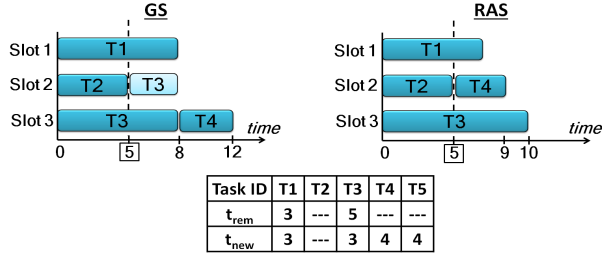 GS
RAS
Slot 1 T1
Slot 2 T2 T3
Slot 3 T3 T4
time
0 5 8 12
Slot 1 T1
Slot 2 T2 T4
Slot 3 T3
time
0 5 9 10
Task ID T1 T2 T3 T4 T5
trem 3 --- 5 --- ---
tnew 3 --- 3 4 4